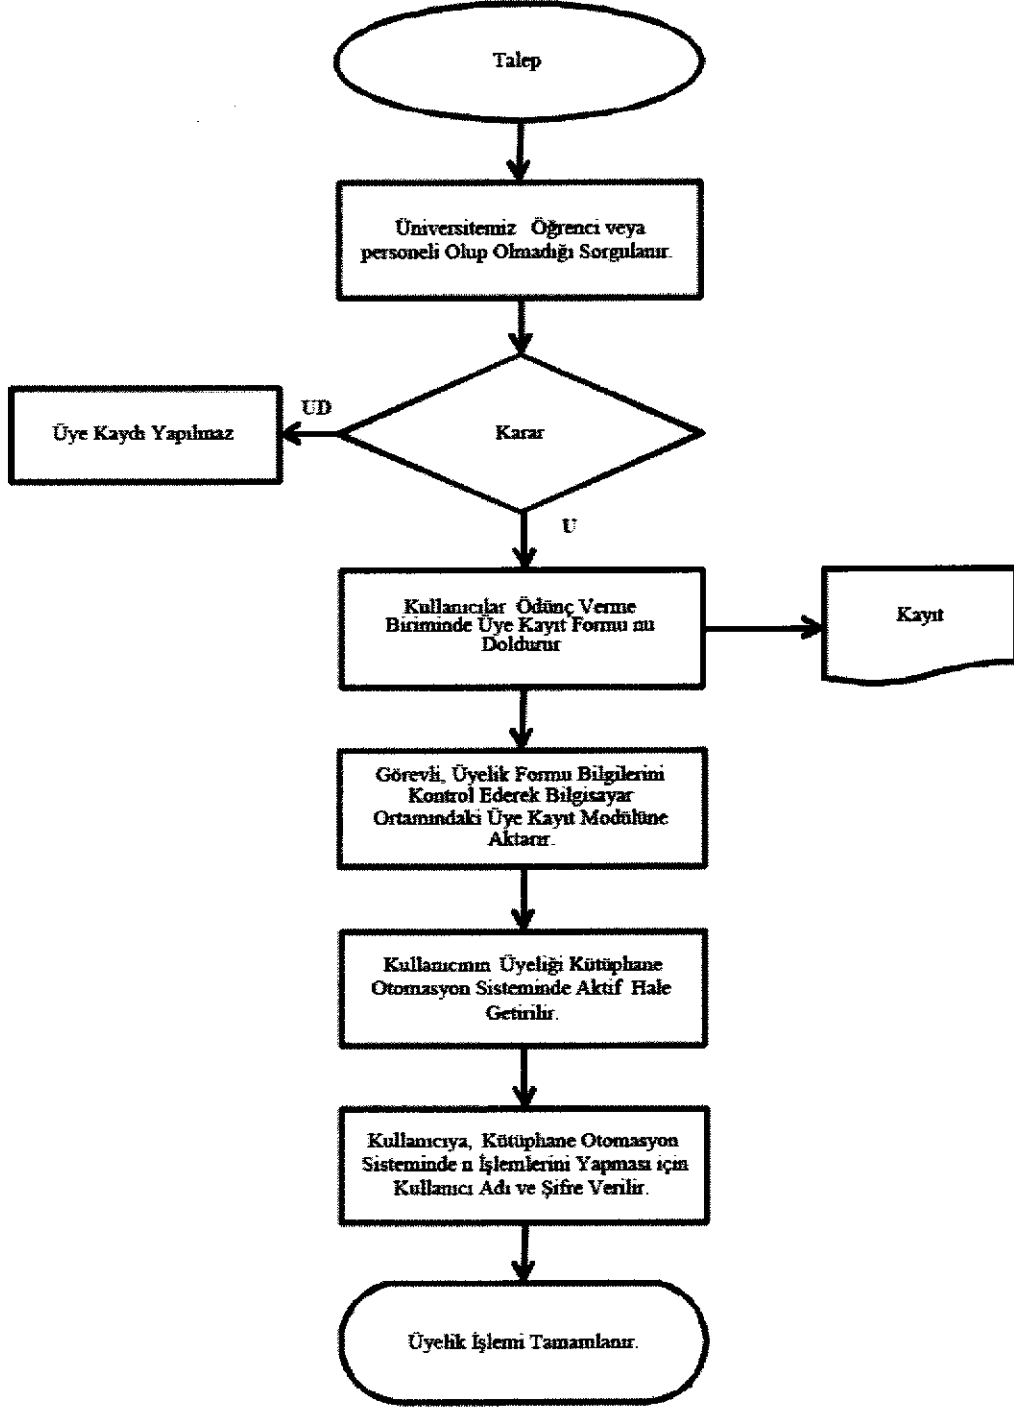 Talep
Üniversitemiz Öğrenci veya
personeli Olup Olmadığı Sorgulanır.
UD
Üye Kaydı Yapılmaz
Karar
U
Kullanıcılar Ödünç Verme
Biriminde Üye Kayıt Formu nu
Doldurur
Kayıt
Görevli, Üyelik Formu Bilgilerini
Kontrol Ederek Bilgisayar
Ortamındaki Üye Kayıt Modülüne
Aktarır.
Kullanıcının Üyeliği Kütüphane
Otomasyon Sisteminde Aktif Hale
Getirilir.
Kullanıcıya, Kütüphane Otomasyon
Sisteminde n İşlemlerini Yapması için
Kullanıcı Adı ve Şifre Verilir.
Üyelik İşlemi Tamamlanır.